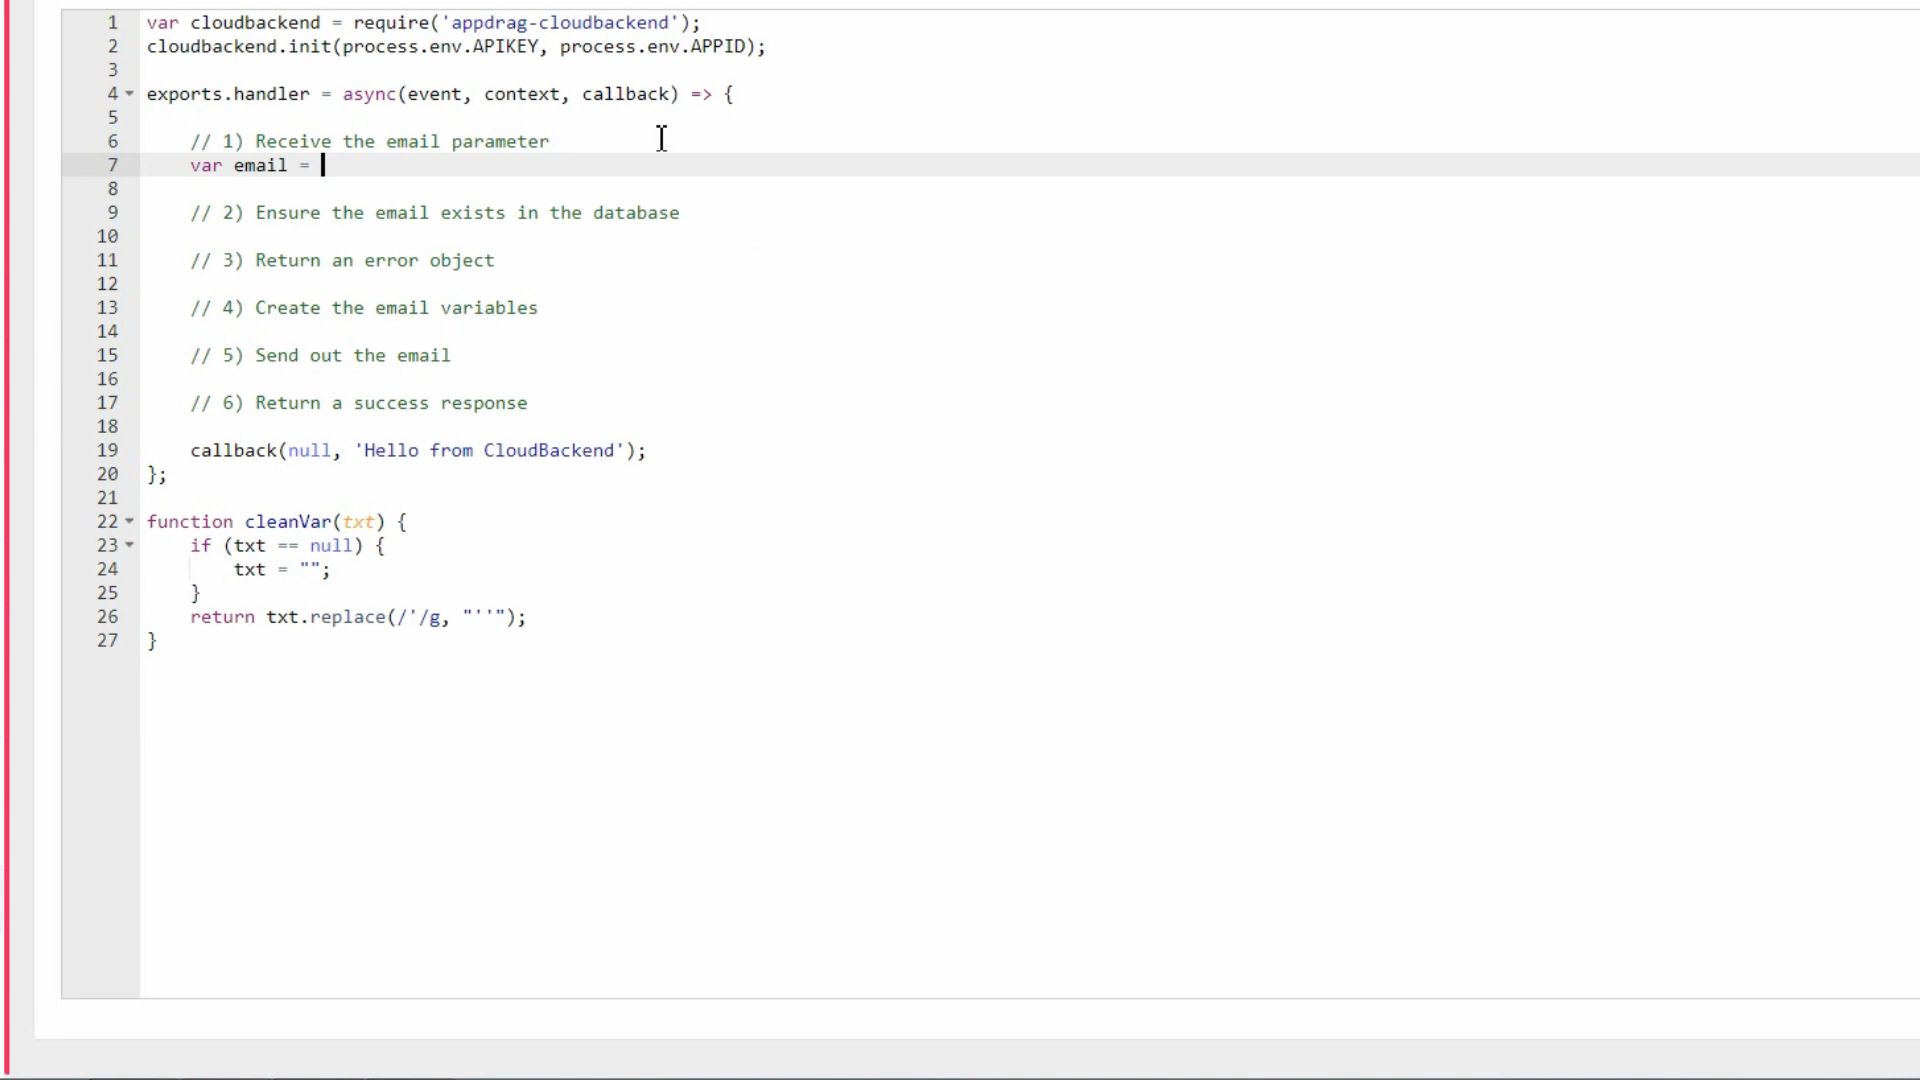 1 var cloudbackend = require('appdrag-cloudbackend');
2 cloudbackend.init(process.env.APIKEY, process.env.APPID);
3
4 exports.handler = async(event, context, callback) => {
5
6 // 1) Receive the email parameter
7 var email =
8
9 // 2) Ensure the email exists in the database
10
11 // 3) Return an error object
12
13 // 4) Create the email variables
14
15 // 5) Send out the email
16
17 // 6) Return a success response
18
19 callback(null, 'Hello from CloudBackend');
20 };
21
22 function cleanVar(txt) {
23 if (txt == null) {
24 txt = "";
25 }
26 return txt.replace(/'/g, "''");
27 }